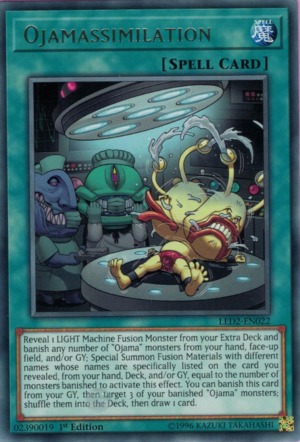 OJAMASSIMILATION
[SPELL CARD]
LED2-EN022
Reveal 1 LIGHT Machine Fusion Monster from your Extra Deck and
banish any number of "Ojama" monsters from your hand, face-up
field, and/or GY; Special Summon Fusion Materials with different
names whose names are specifically listed on the card you
revealed, from your hand, Deck, and/or GY, equal to the number of
monsters banished to activate this effect. You can banish this card
from your GY, then target 3 of your banished "Ojama" monsters;
shuffle them into the Deck, then draw 1 card.
02390019 1st Edition ©1996 KAZUKI TAKAHASHI